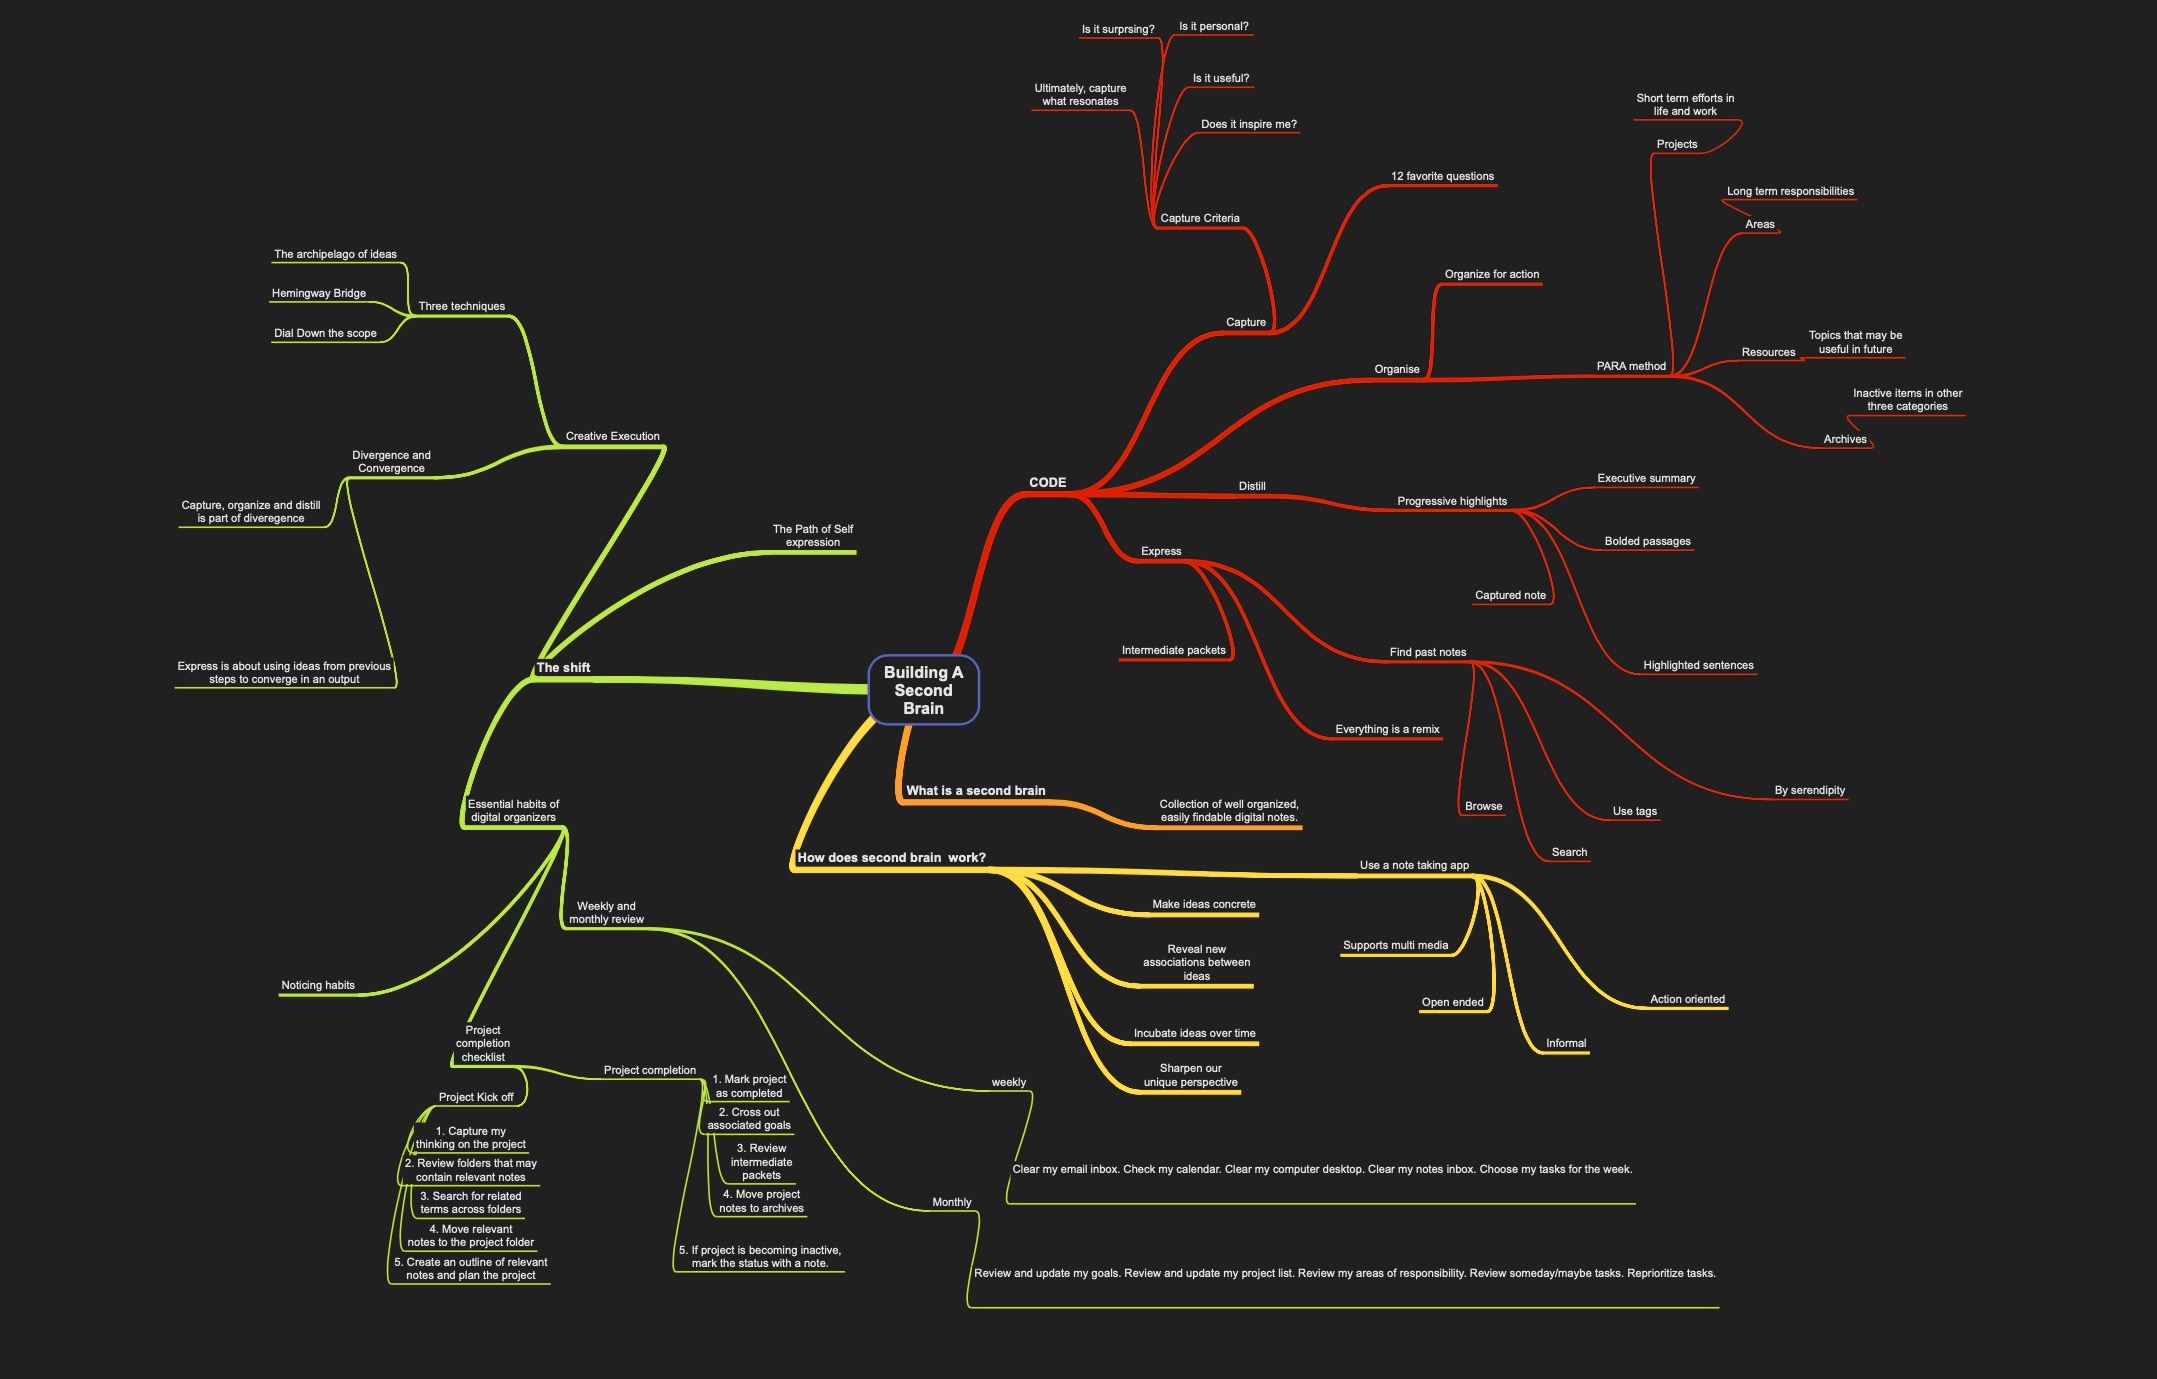 Building A
Second
Brain
CODE
Capture
Capture Criteria
Is it surprsing?
Is it personal?
Is it useful?
Does it inspire me?
Ultimately, capture
what resonates
12 favorite questions
Organise
Organize for action
PARA method
Projects
Short term efforts in
life and work
Areas
Long term responsibilities
Resources
Topics that may be
useful in future
Archives
Inactive items in other
three categories
Distill
Progressive highlights
Executive summary
Bolded passages
Captured note
Highlighted sentences
Express
Intermediate packets
Everything is a remix
Find past notes
Browse
Search
Use tags
By serendipity
What is a second brain
Collection of well organized,
easily findable digital notes.
How does second brain  work?
Use a note taking app
Supports multi media
Open ended
Informal
Action oriented
Make ideas concrete
Reveal new
associations between
ideas
Incubate ideas over time
Sharpen our
unique perspective
The shift
The Path of Self
expression
Creative Execution
Three techniques
The archipelago of ideas
Hemingway Bridge
Dial Down the scope
Divergence and
Convergence
Capture, organize and distill
is part of diveregence
Express is about using ideas from previous
steps to converge in an output
Essential habits of
digital organizers
Noticing habits
Project
completion
checklist
Project Kick off
1. Capture my
thinking on the project
2. Review folders that may
contain relevant notes
3. Search for related
terms across folders
4. Move relevant
notes to the project folder
5. Create an outline of relevant
notes and plan the project
Project completion
1. Mark project
as completed
2. Cross out
associated goals
3. Review
intermediate
packets
4. Move project
notes to archives
5. If project is becoming inactive,
mark the status with a note.
Weekly and
monthly review
weekly
Clear my email inbox. Check my calendar. Clear my computer desktop. Clear my notes inbox. Choose my tasks for the week.
Monthly
Review and update my goals. Review and update my project list. Review my areas of responsibility. Review someday/maybe tasks. Reprioritize tasks.